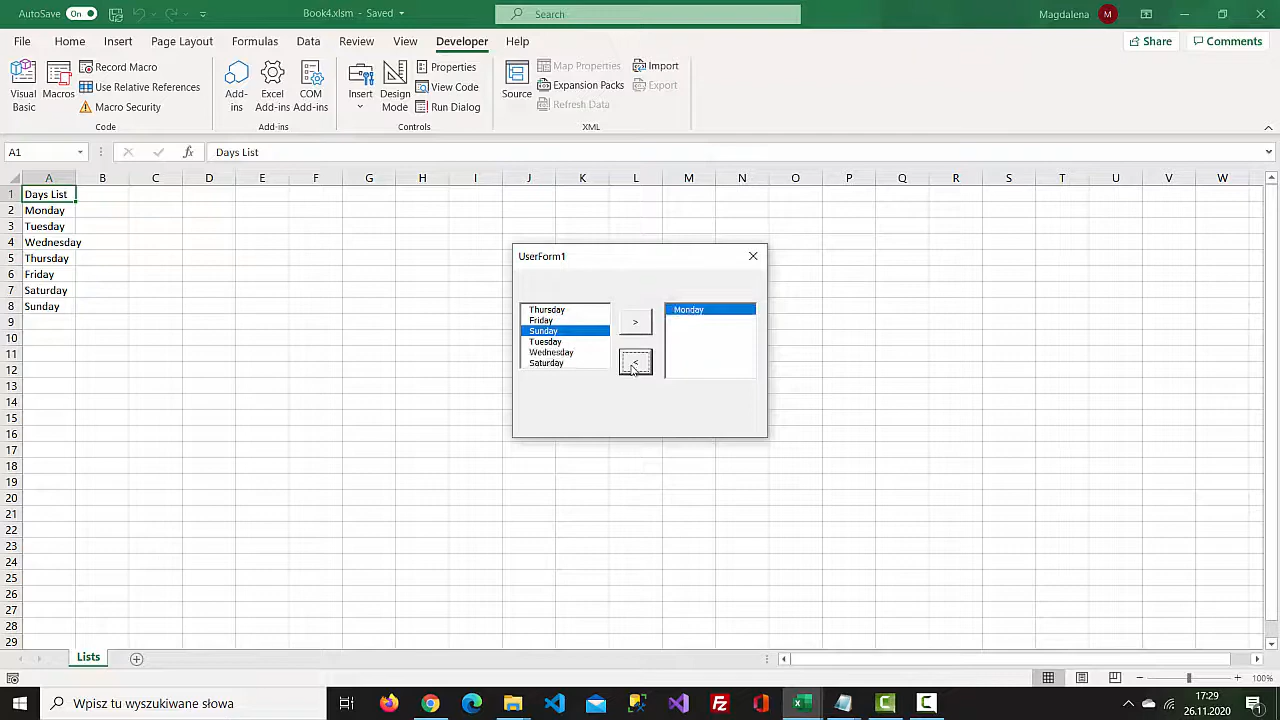 AutoSave On Book4.xlsm - Saved Search Magdalena M
File Home Insert Page Layout Formulas Data Review View Developer Help Share Comments
Visual Basic
Macros
Record Macro
Use Relative References
Macro Security
Code
Add-ins
Excel Add-ins
COM Add-ins
Add-ins
Insert
Design Mode
Properties
View Code
Run Dialog
Controls
Source
Map Properties
Expansion Packs
Refresh Data
Import
Export
XML
A1 fx Days List
A B C D E F G H I J K L M N O P Q R S T U V W
1 Days List
2 Monday
3 Tuesday
4 Wednesday
5 Thursday
6 Friday
7 Saturday
8 Sunday
9
10
11
12
13
14
15
16
17
18
19
20
21
22
23
24
25
26
27
28
29
UserForm1
Thursday
Friday
Sunday
Tuesday
Wednesday
Saturday
>
<
Monday
Lists
100%
Wpisz tu wyszukiwane słowa
17:29
26.11.2020